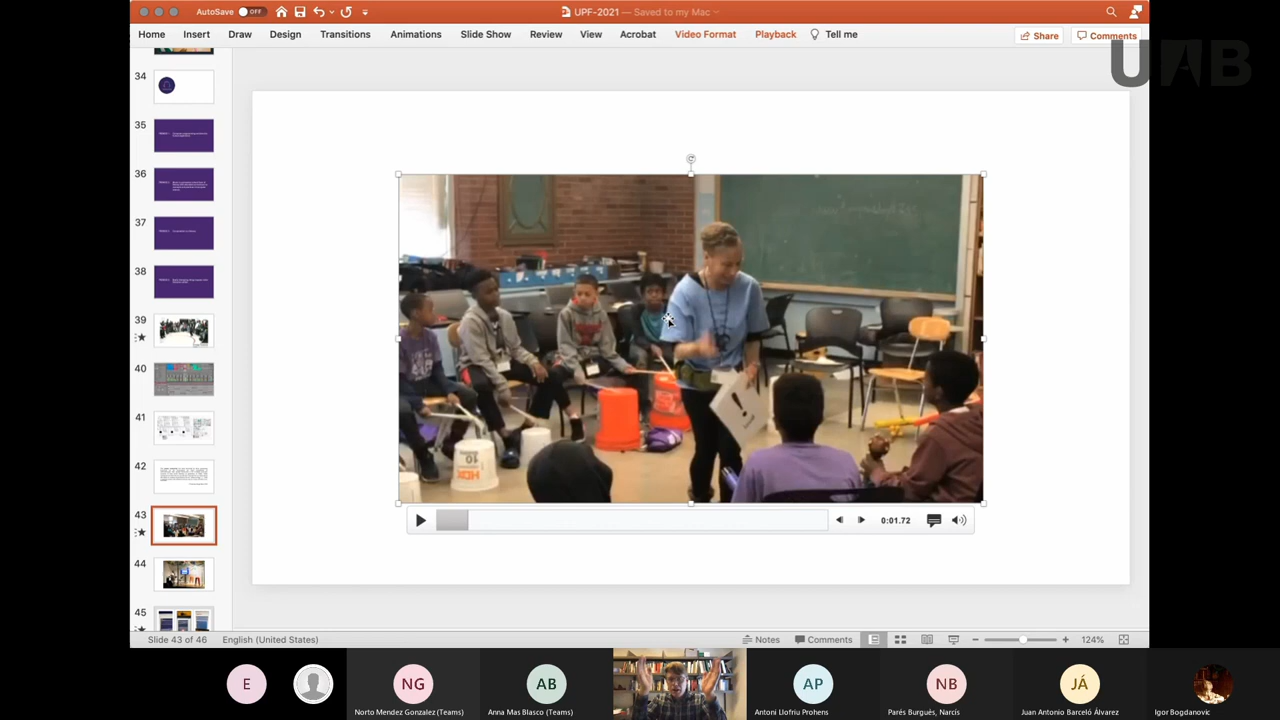 AutoSave OFF
UPF-2021 — Saved to my Mac
Home Insert Draw Design Transitions Animations Slide Show Review View Acrobat Video Format Playback Tell me
Share Comments
UAB
34
35
36
37
38
39
40
41
42
43
44
45
!
10
0:01.72
Slide 43 of 46 English (United States) Notes Comments 124%
E
NG
AB
AP
NB
JÁ
Norto Mendez Gonzalez (Teams)
Anna Mas Blasco (Teams)
Antoni Llofriu Prohens
Parés Burguès, Narcís
Juan Antonio Barceló Álvarez
Igor Bogdanovic